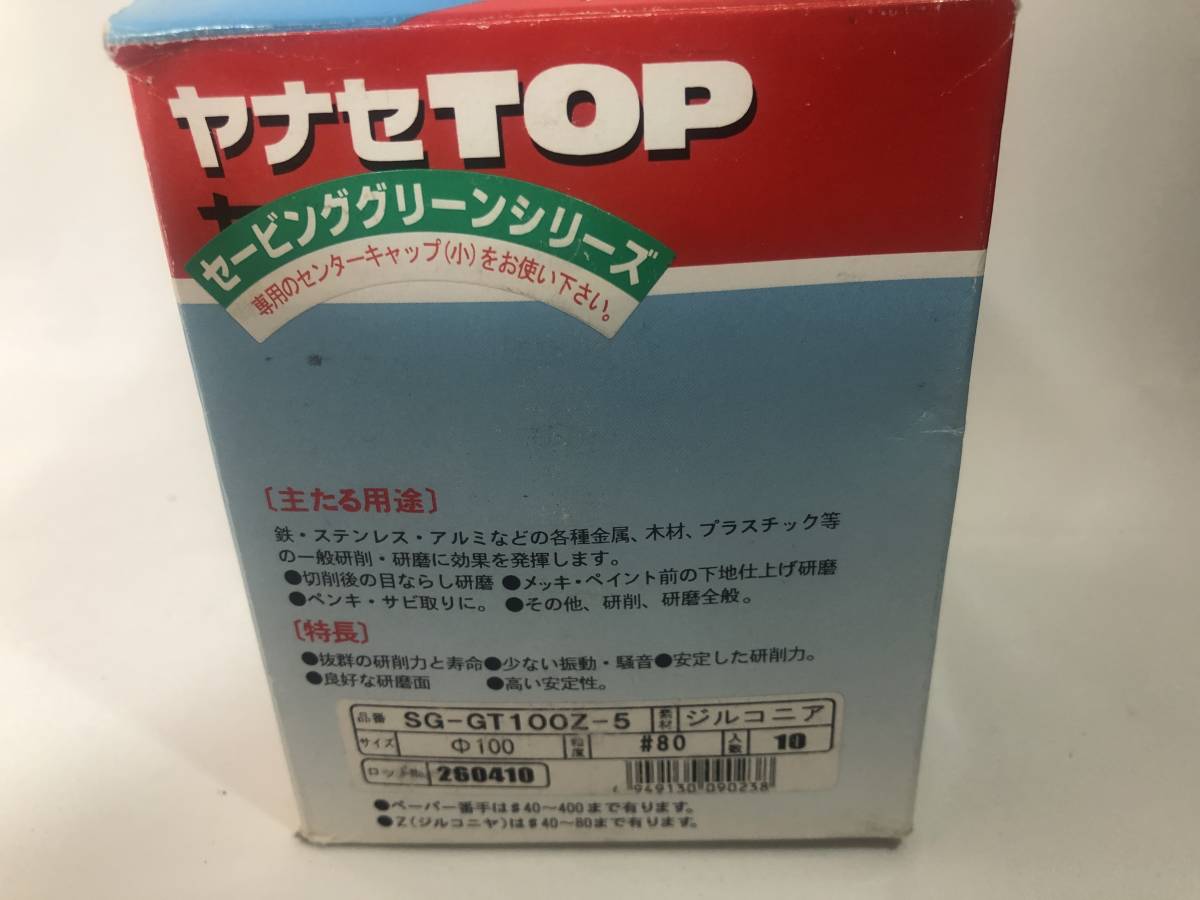 ヤナセTOP
セービンググリーンシリーズ
専用のセンターキャップ(小)をお使い下さい。
〔主たる用途〕
鉄・ステンレス・アルミなどの各種金属、木材、プラスチック等
の一般研削・研磨に効果を発揮します。
●切削後の目ならし研磨 ●メッキ・ペイント前の下地仕上げ研磨
●ペンキ・サビ取りに。 ●その他、研削、研磨全般。
〔特長〕
●抜群の研削力と寿命●少ない振動・騒音●安定した研削力。
●良好な研磨面 ●高い安定性。
品番 SG-GT100Z-5 素材 ジルコニア
サイズ Φ100 粒度 #80 入数 10
ロットNo. 260410
949130 090238
●ペーパー番手は#40〜400まで有ります。
●Z(ジルコニヤ)は#40〜80まで有ります。